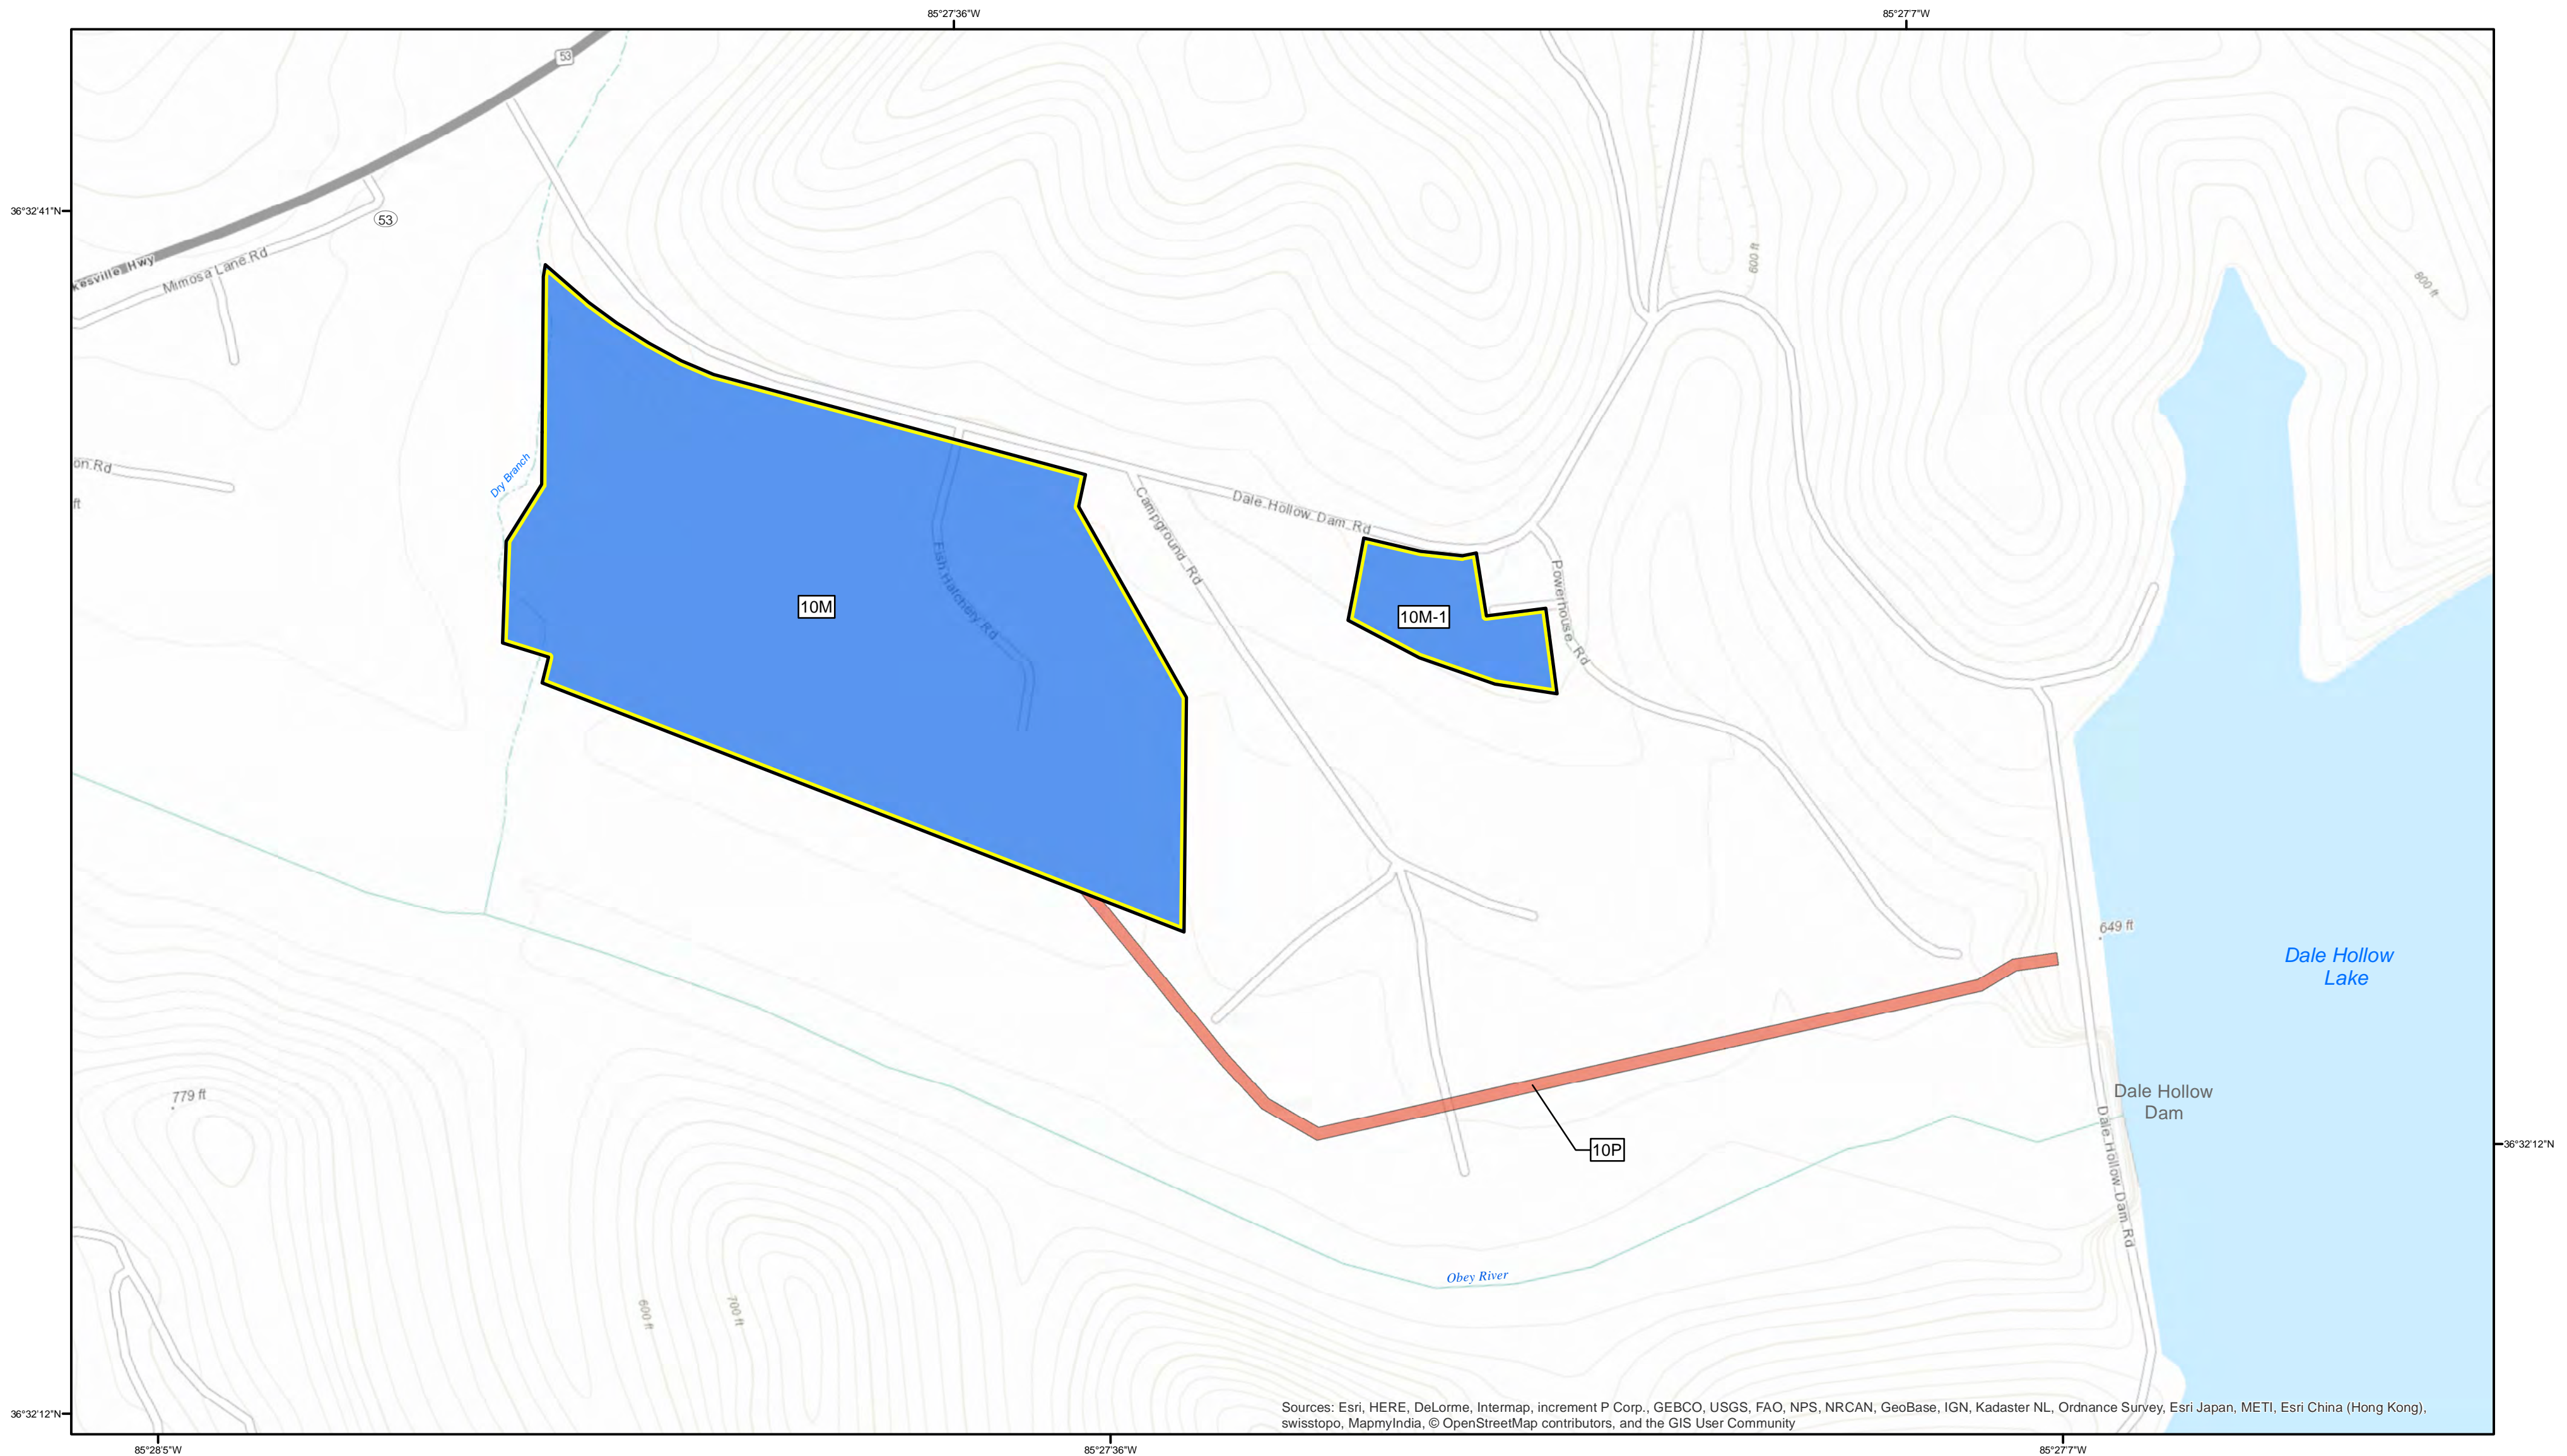 85°27'36"W
85°27'7"W
53
36°32'41"N
53
kesville Hwy
Mimosa Lane Rd
600 ft
800 ft
on Rd
ft
Dry Branch
Campground Rd
Dale Hollow Dam Rd
Fish Hatchery Rd
Powerhouse Rd
10M
10M-1
649 ft
Dale Hollow
Lake
779 ft
Dale Hollow
Dam
Dale Hollow Dam Rd
10P
36°32'12"N
Obey River
600 ft
700 ft
Sources: Esri, HERE, DeLorme, Intermap, increment P Corp., GEBCO, USGS, FAO, NPS, NRCAN, GeoBase, IGN, Kadaster NL, Ordnance Survey, Esri Japan, METI, Esri China (Hong Kong),
swisstopo, MapmyIndia, © OpenStreetMap contributors, and the GIS User Community
36°32'12"N
85°28'5"W
85°27'36"W
85°27'7"W